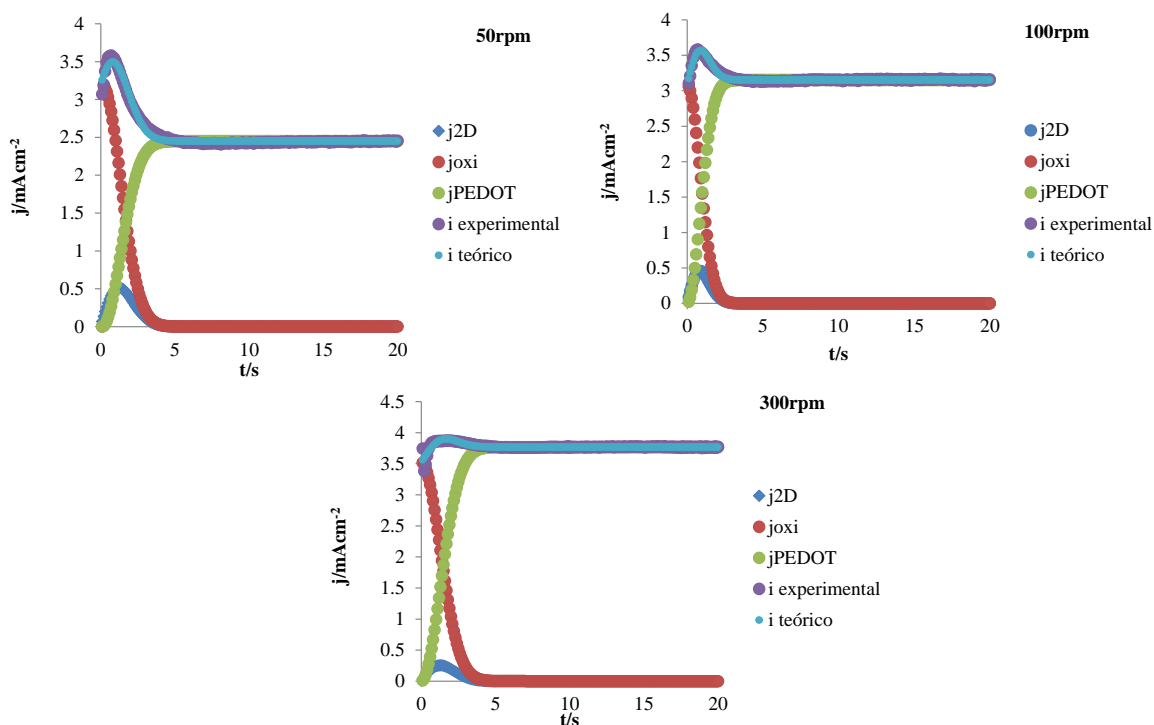 50rpm
4
3.5
3
2.5
2
1.5
1
0.5
0
0 5 10 15 20
j/mAcm-2
t/s
j2D
joxi
jPEDOT
i experimental
i teórico
100rpm
4
3.5
3
2.5
2
1.5
1
0.5
0
0 5 10 15 20
j/mAcm-2
t/s
j2D
joxi
jPEDOT
i experimental
i teórico
300rpm
4.5
4
3.5
3
2.5
2
1.5
1
0.5
0
0 5 10 15 20
j/mAcm-2
t/s
j2D
joxi
jPEDOT
i experimental
i teórico